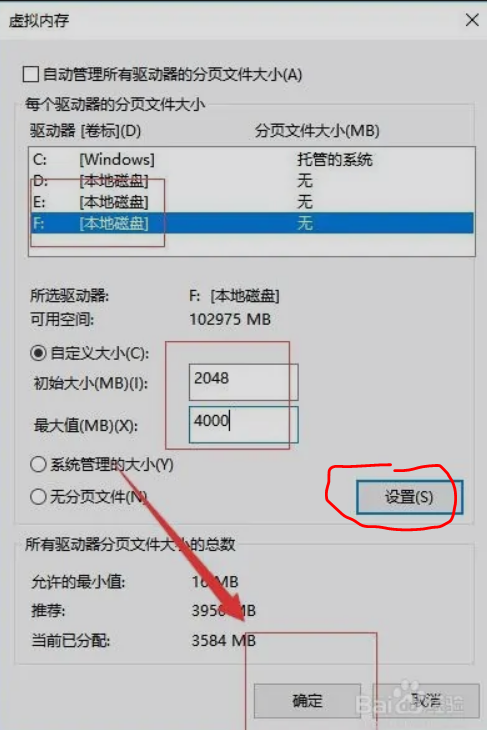 虚拟内存
自动管理所有驱动器的分页文件大小(A)
每个驱动器的分页文件大小
驱动器 [卷标](D) 分页文件大小(MB)
C: [Windows] 托管的系统
D: [本地磁盘] 无
E: [本地磁盘] 无
F: [本地磁盘] 无
所选驱动器: F: [本地磁盘]
可用空间: 102975 MB
自定义大小(C):
初始大小(MB)(I): 2048
最大值(MB)(X): 4000
系统管理的大小(Y)
无分页文件(N) 设置(S)
所有驱动器分页文件大小的总数
允许的最小值: 16 MB
推荐: MB
当前已分配: 3584 MB
确定 取消
Baidu经验